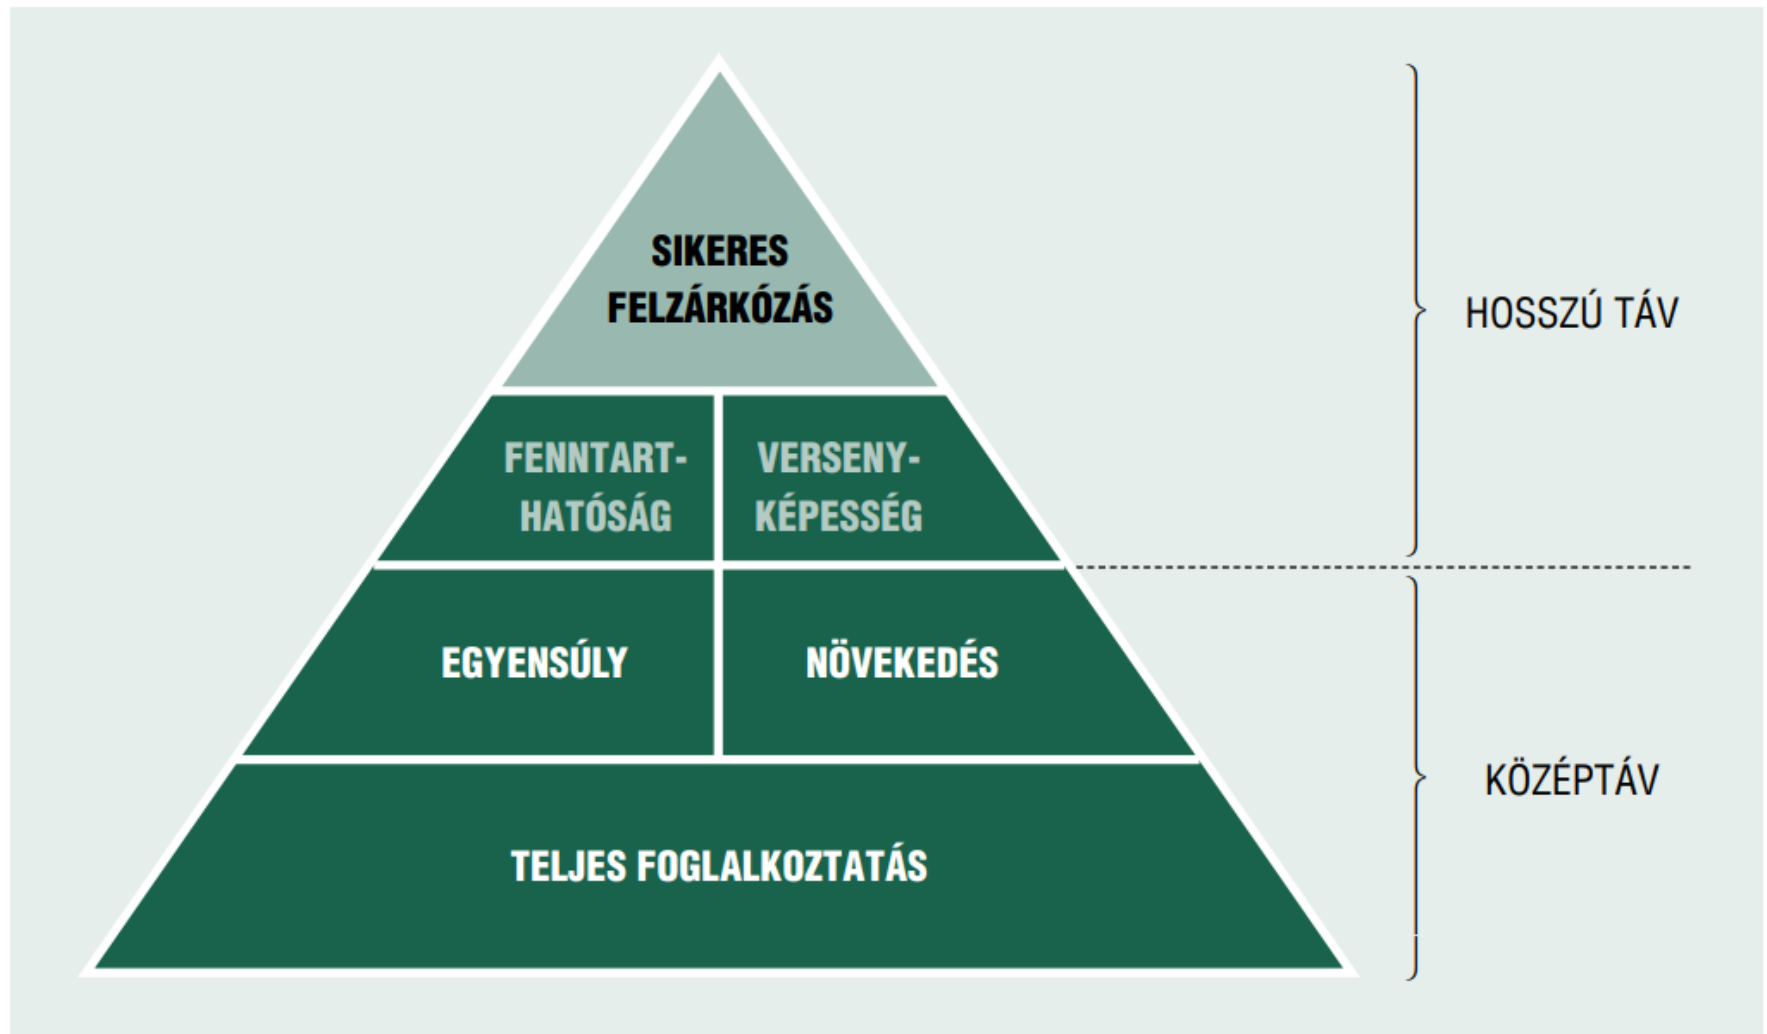 SIKERES
FELZÁRKÓZÁS
HOSSZÚ TÁV
FENNTART-
HATÓSÁG
VERSENY-
KÉPESSÉG
EGYENSÚLY
NÖVEKEDÉS
KÖZÉPTÁV
TELJES FOGLALKOZTATÁS